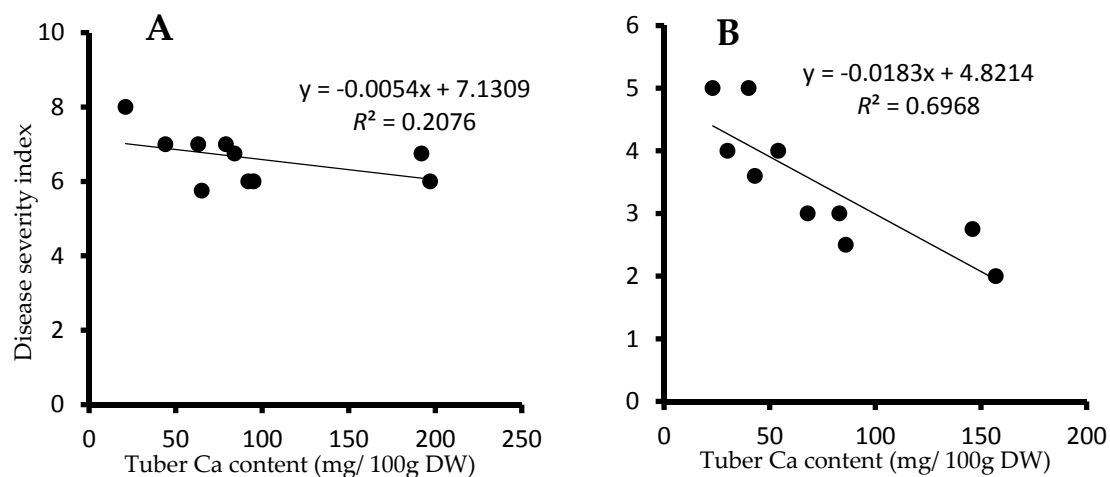 A
Disease severity index
10
8
6
4
2
0
y = -0.0054x + 7.1309
R² = 0.2076
0 50 100 150 200 250
Tuber Ca content (mg/ 100g DW)
B
6
5
4
3
2
1
0
y = -0.0183x + 4.8214
R² = 0.6968
0 50 100 150 200
Tuber Ca content (mg/ 100g DW)